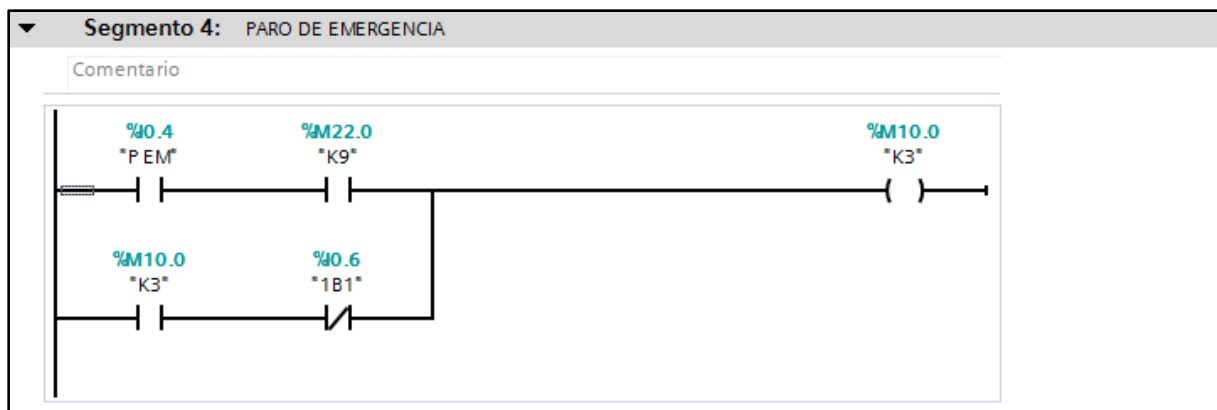 Segmento 4: PARO DE EMERGENCIA
Comentario
%I0.4 %M22.0 %M10.0
"P EM" "K9" "K3"
%M10.0 %I0.6
"K3" "1B1"